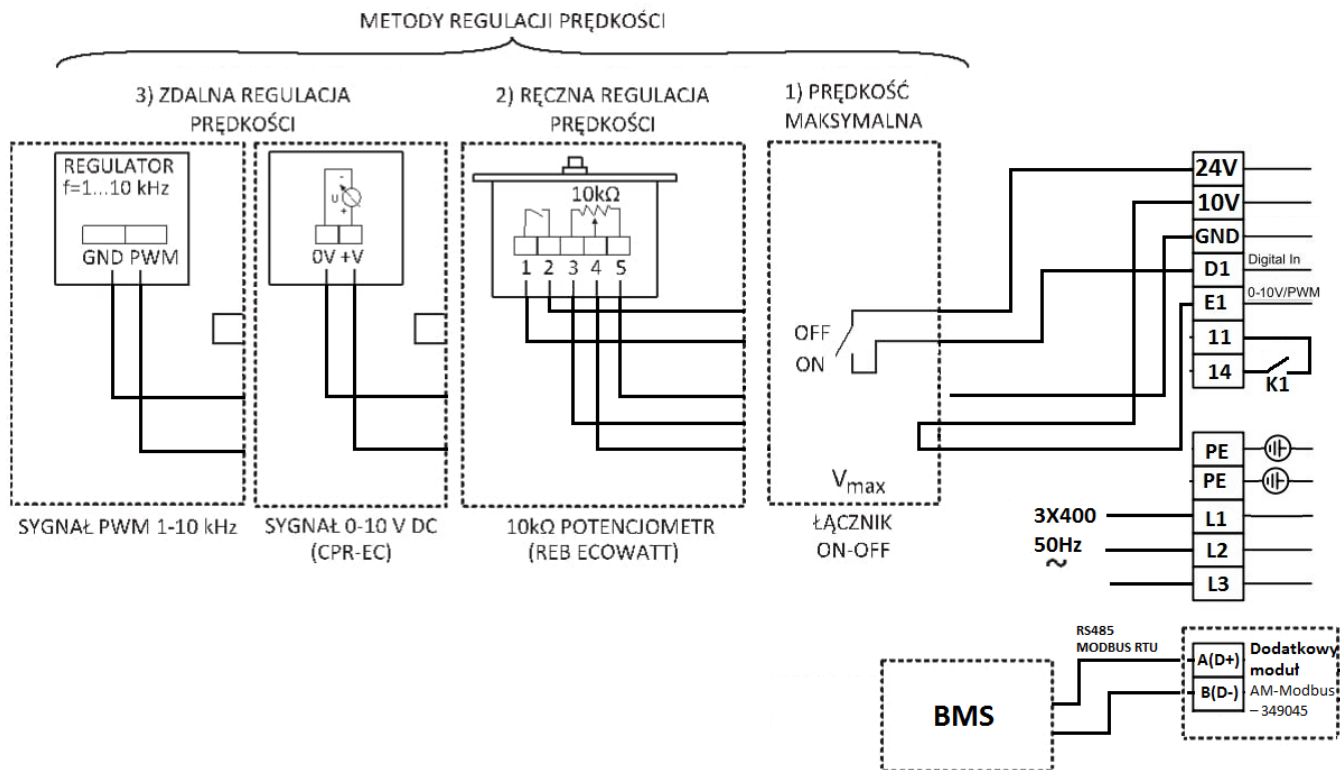 METODY REGULACJI PRĘDKOŚCI
3) ZDALNA REGULACJA
PRĘDKOŚCI
2) RĘCZNA REGULACJA
PRĘDKOŚCI
1) PRĘDKOŚĆ
MAKSYMALNA
REGULATOR
f=1...10 kHz
GND PWM
-
U
+
0V +V
10kΩ
1 2 3 4 5
OFF
ON
Vmax
SYGNAŁ PWM 1-10 kHz
SYGNAŁ 0-10 V DC
(CPR-EC)
10kΩ POTENCJOMETR
(REB ECOWATT)
ŁĄCZNIK
ON-OFF
24V
10V
GND
D1 Digital In
E1 0-10V/PWM
11
14
K1
PE
PE
3X400
50Hz
~
L1
L2
L3
RS485
MODBUS RTU
BMS
A(D+)
B(D-)
Dodatkowy
moduł
AM-Modbus
– 349045